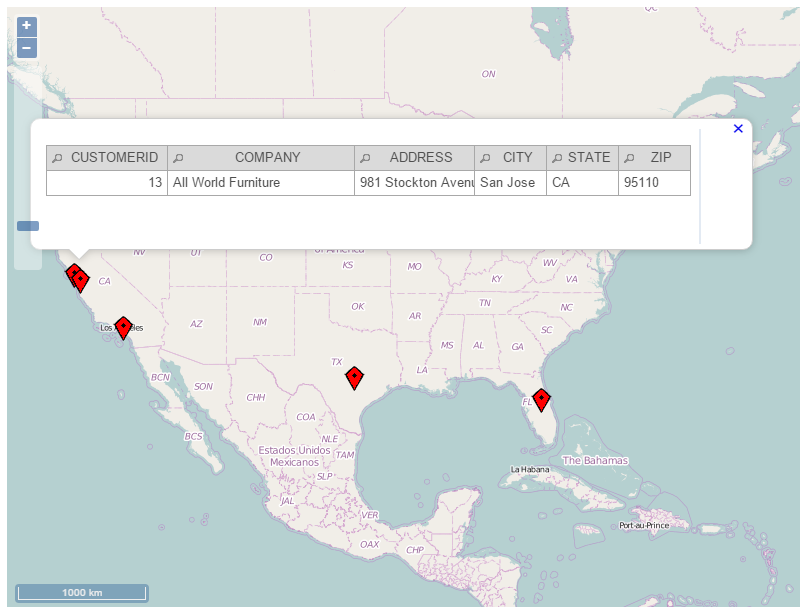 QC
+
−
ON
×
CUSTOMERID COMPANY ADDRESS CITY STATE ZIP
13 All World Furniture 981 Stockton Avenu San Jose CA 95110
NV UT CO KS MO WV VA KY
CA
OK TN NC
AZ NM AR SC
Los Angeles
MS AL GA
TX LA
BCN SON CHH
FL
COA
BCS NLE TAM
Estados Unidos
Mexicanos
The Bahamas
La Habana
SLP
JAL VER
Port-au-Prince
OAX CHP
1000 km